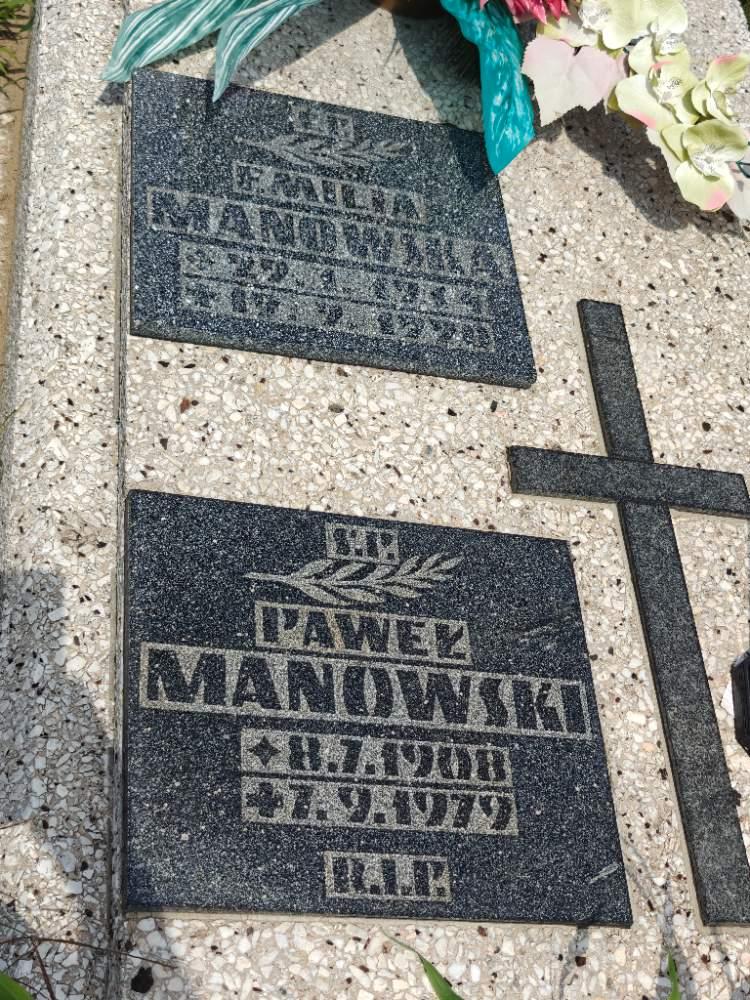 Ś.P.
EMILIA
MANOWSKA
Ś.P.
PAWEŁ
MANOWSKI
8.7.1908
7.9.1979
R.I.P.